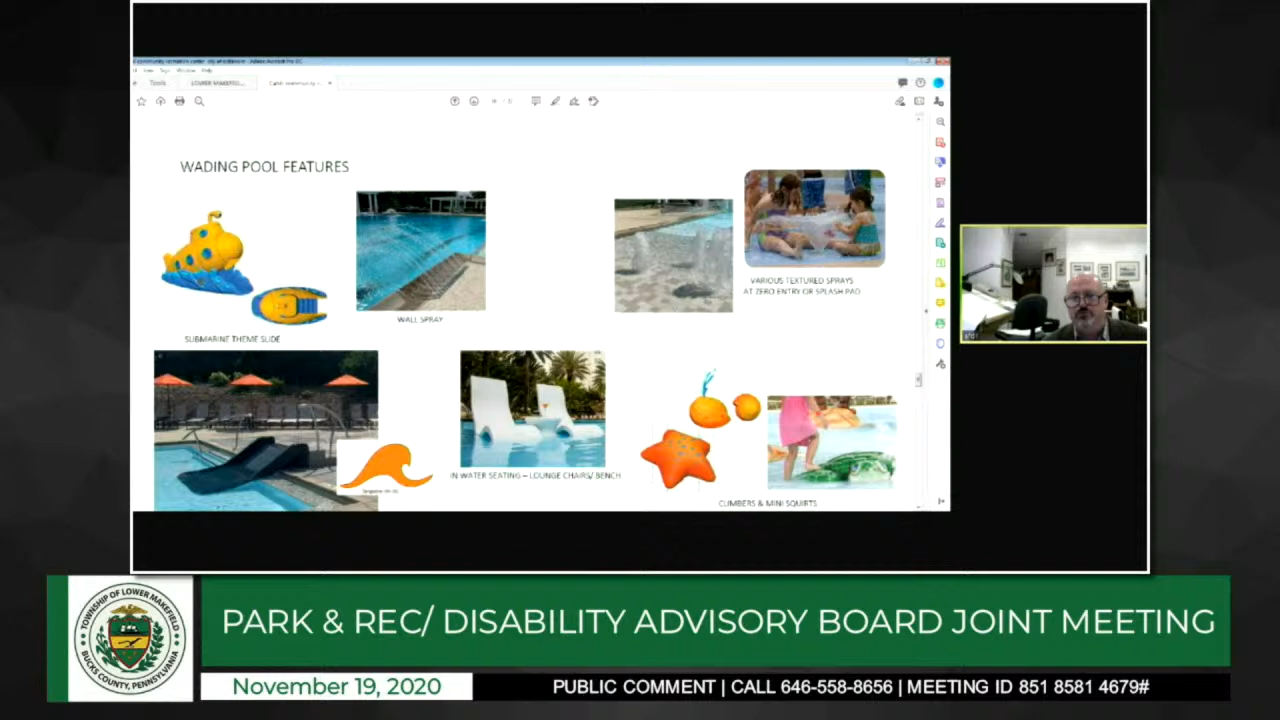 Tools
WADING POOL FEATURES
VARIOUS TEXTURED SPRAYS
AT ZERO ENTRY OR SPLASH PAD
WALL SPRAY
SUBMARINE THEME SLIDE
IN WATER SEATING – LOUNGE CHAIRS/ BENCH
CLIMBERS & MINI SQUIRTS
TOWNSHIP OF LOWER MAKEFIELD
BUCKS COUNTY, PENNSYLVANIA
PARK & REC/ DISABILITY ADVISORY BOARD JOINT MEETING
November 19, 2020
PUBLIC COMMENT | CALL 646-558-8656 | MEETING ID 851 8581 4679#